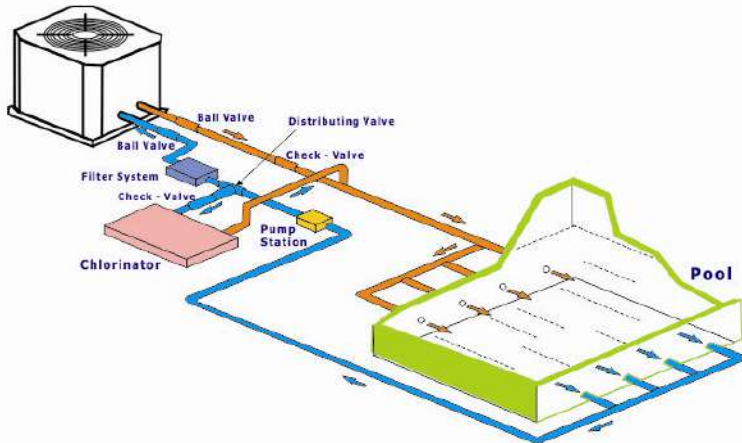 Ball Valve
Distributing Valve
Ball Valve
Check - Valve
Filter System
Check - Valve
Pump
Station
Chlorinator
Pool